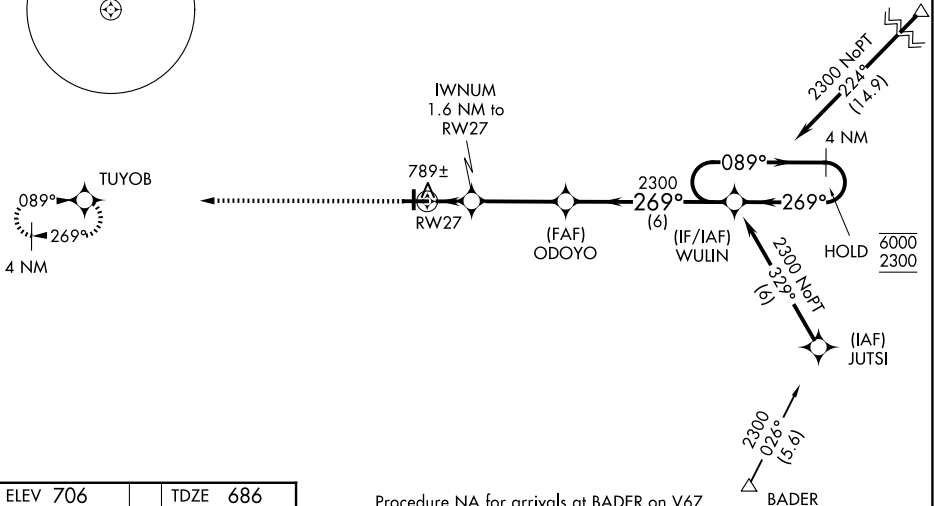 2300 NoPT
224°
(14.9)
IWNUM
1.6 NM to
RW27
4 NM
089°
789±
2300
269°
(6)
269°
TUYOB
089°
269°
4 NM
RW27
(FAF)
ODOYO
(IF/IAF)
WULIN
HOLD
6000
2300
2300 NoPT
329°
(6)
(IAF)
JUTSI
2300
026°
(5.6)
BADER
ELEV 706
TDZE 686
Procedure NA for arrivals at BADER on V67